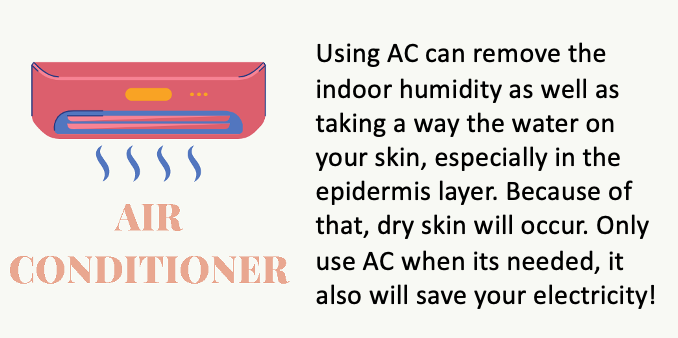 AIR
CONDITIONER
Using AC can remove the
indoor humidity as well as
taking a way the water on
your skin, especially in the
epidermis layer. Because of
that, dry skin will occur. Only
use AC when its needed, it
also will save your electricity!